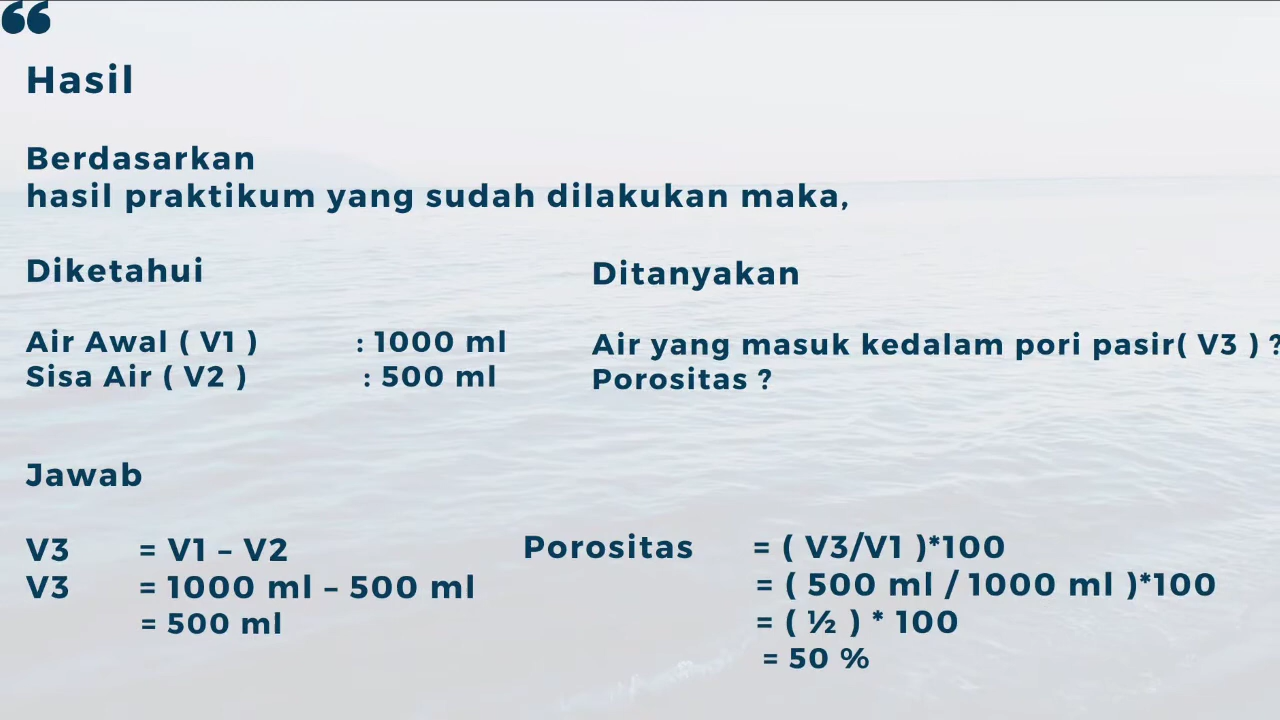 “
Hasil
Berdasarkan
hasil praktikum yang sudah dilakukan maka,
Diketahui
Air Awal ( V1 ) : 1000 ml
Sisa Air ( V2 ) : 500 ml
Ditanyakan
Air yang masuk kedalam pori pasir( V3 ) ?
Porositas ?
Jawab
V3 = V1 – V2
V3 = 1000 ml – 500 ml
= 500 ml
Porositas = ( V3/V1 )*100
= ( 500 ml / 1000 ml )*100
= ( ½ ) * 100
= 50 %